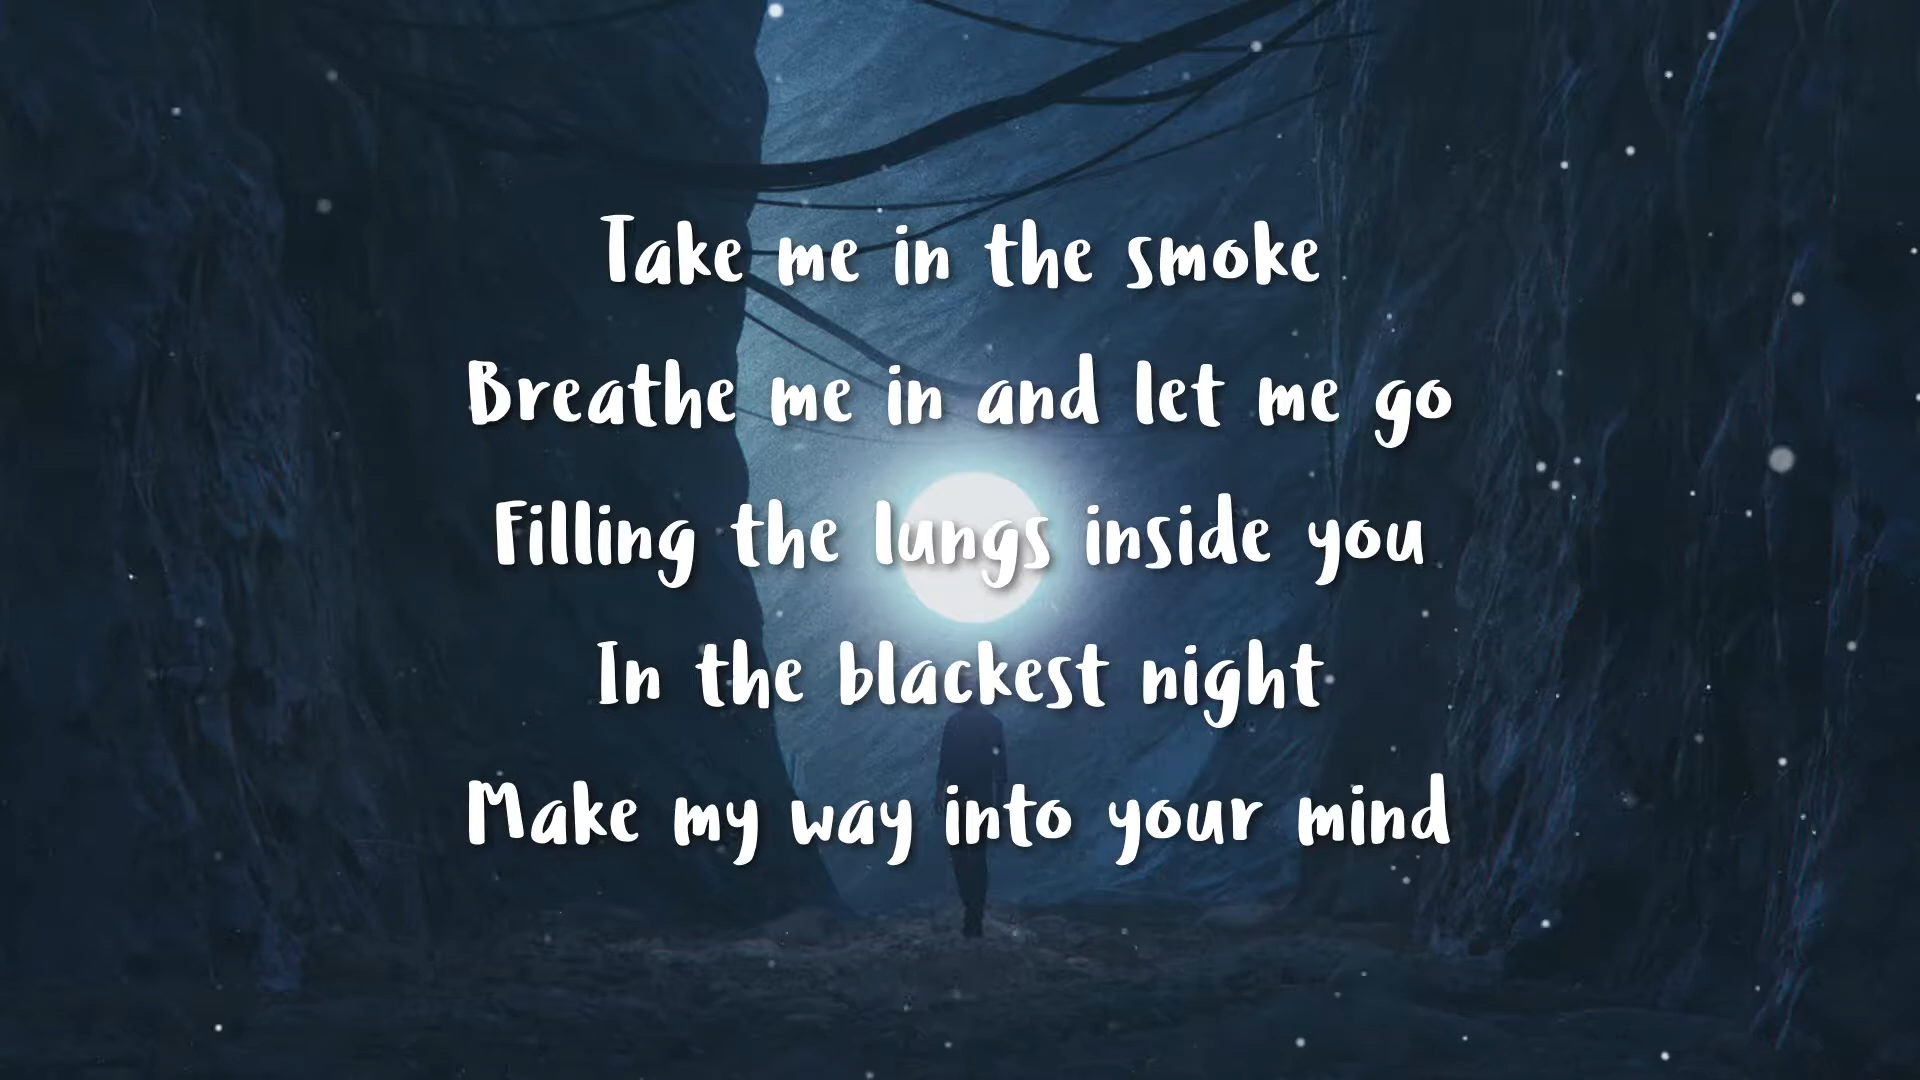 Take me in the smoke
Breathe me in and let me go
Filling the lungs inside you
In the blackest night
Make my way into your mind